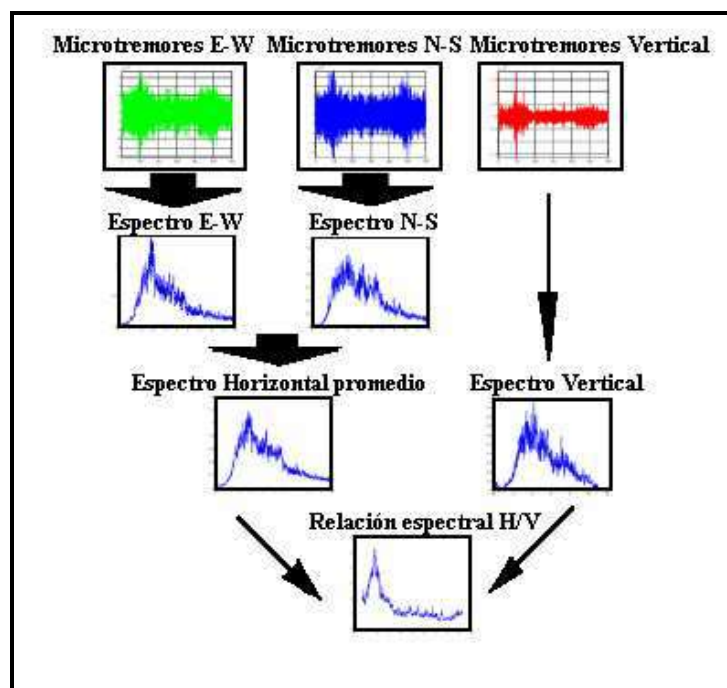 Microtremores E-W
Microtremores N-S
Microtremores Vertical
Espectro E-W
Espectro N-S
Espectro Horizontal promedio
Espectro Vertical
Relación espectral H/V